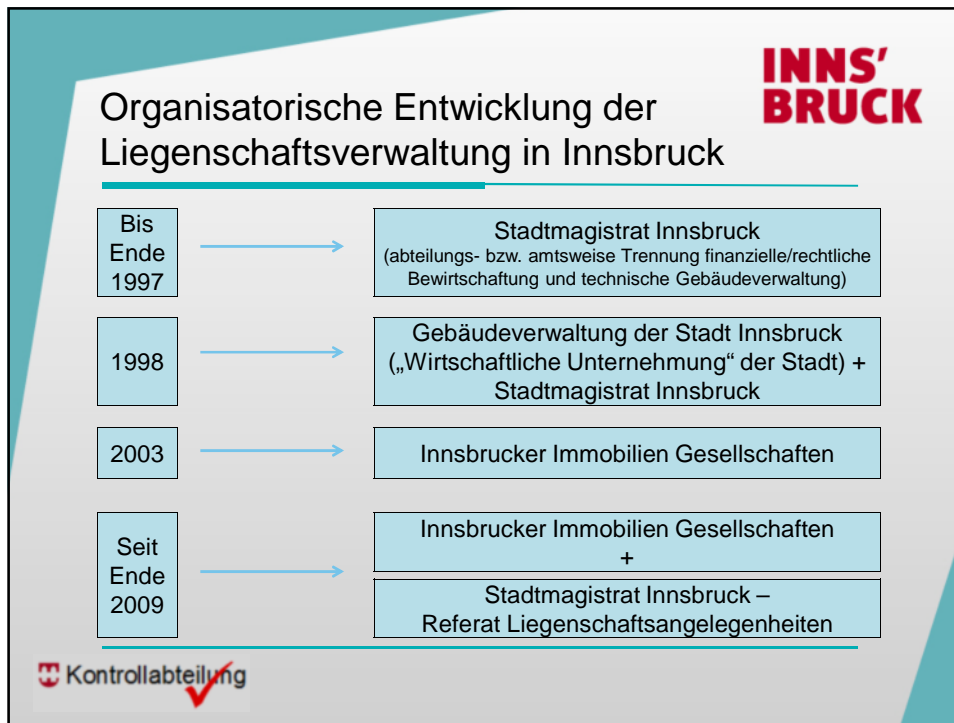 INNS'
BRUCK
Organisatorische Entwicklung der
Liegenschaftsverwaltung in Innsbruck
Bis
Ende
1997
Stadtmagistrat Innsbruck
(abteilungs- bzw. amtsweise Trennung finanzielle/rechtliche
Bewirtschaftung und technische Gebäudeverwaltung)
1998
Gebäudeverwaltung der Stadt Innsbruck
(„Wirtschaftliche Unternehmung“ der Stadt) +
Stadtmagistrat Innsbruck
2003
Innsbrucker Immobilien Gesellschaften
Seit
Ende
2009
Innsbrucker Immobilien Gesellschaften
+
Stadtmagistrat Innsbruck –
Referat Liegenschaftsangelegenheiten
Kontrollabteilung